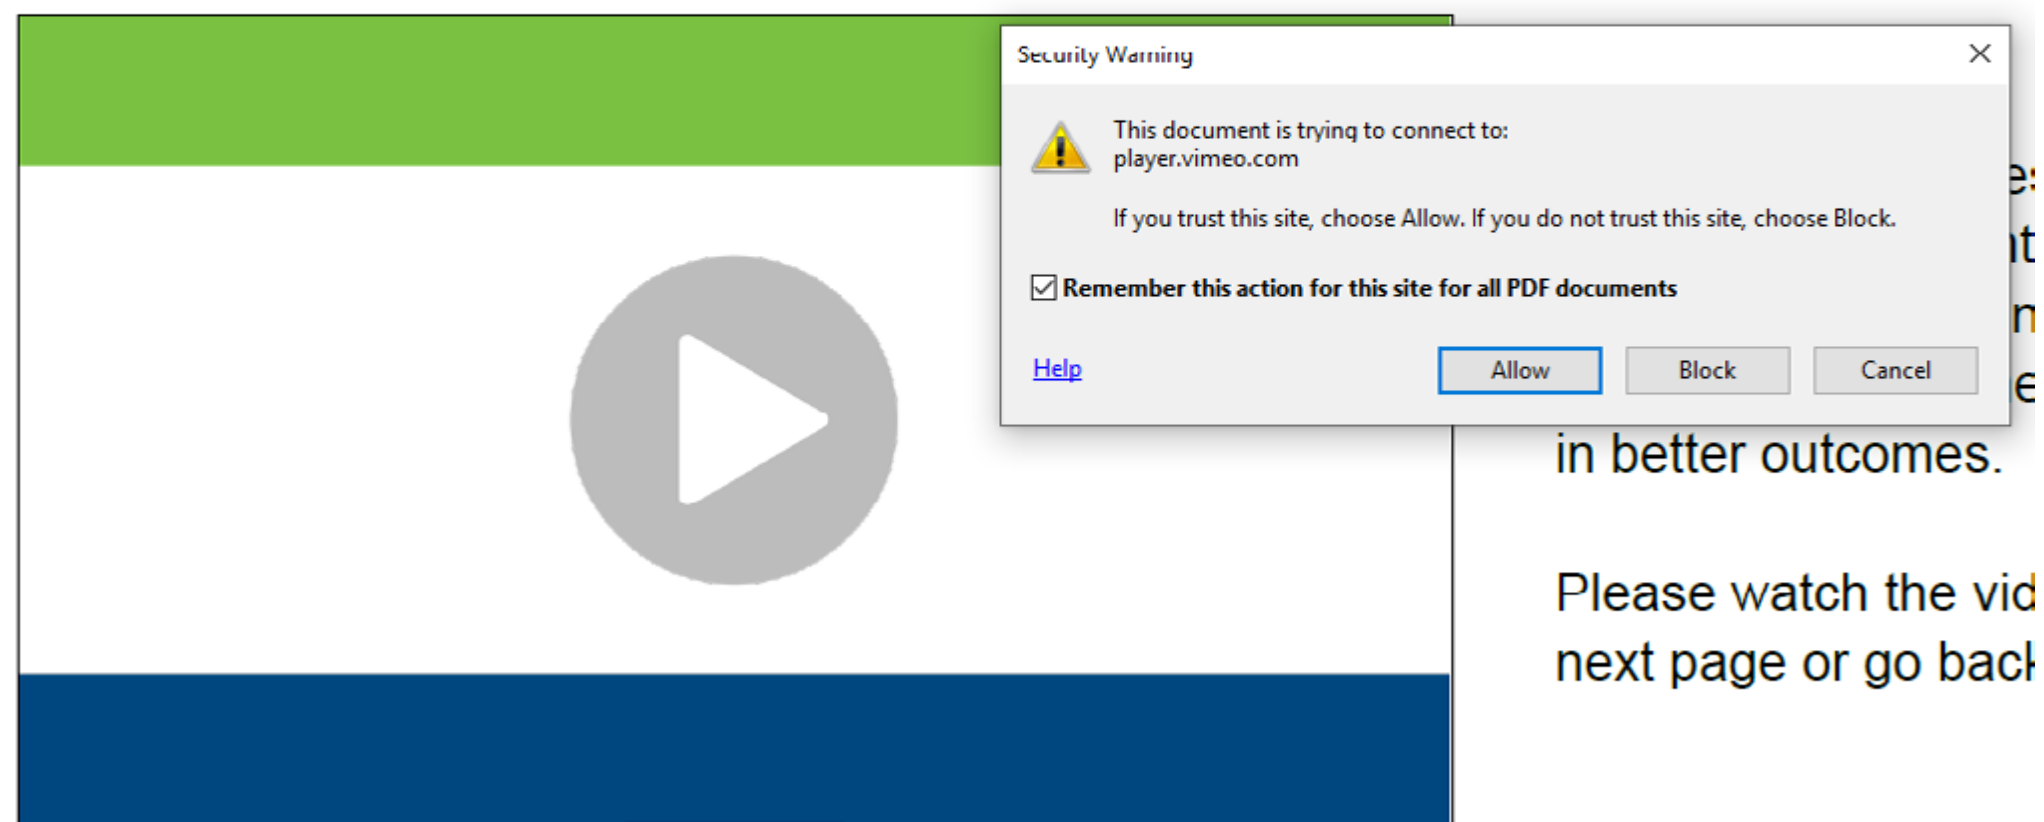 Security Warning
This document is trying to connect to:
player.vimeo.com
If you trust this site, choose Allow. If you do not trust this site, choose Block.
Remember this action for this site for all PDF documents
Help
Allow
Block
Cancel
in better outcomes.
Please watch the
next page or go